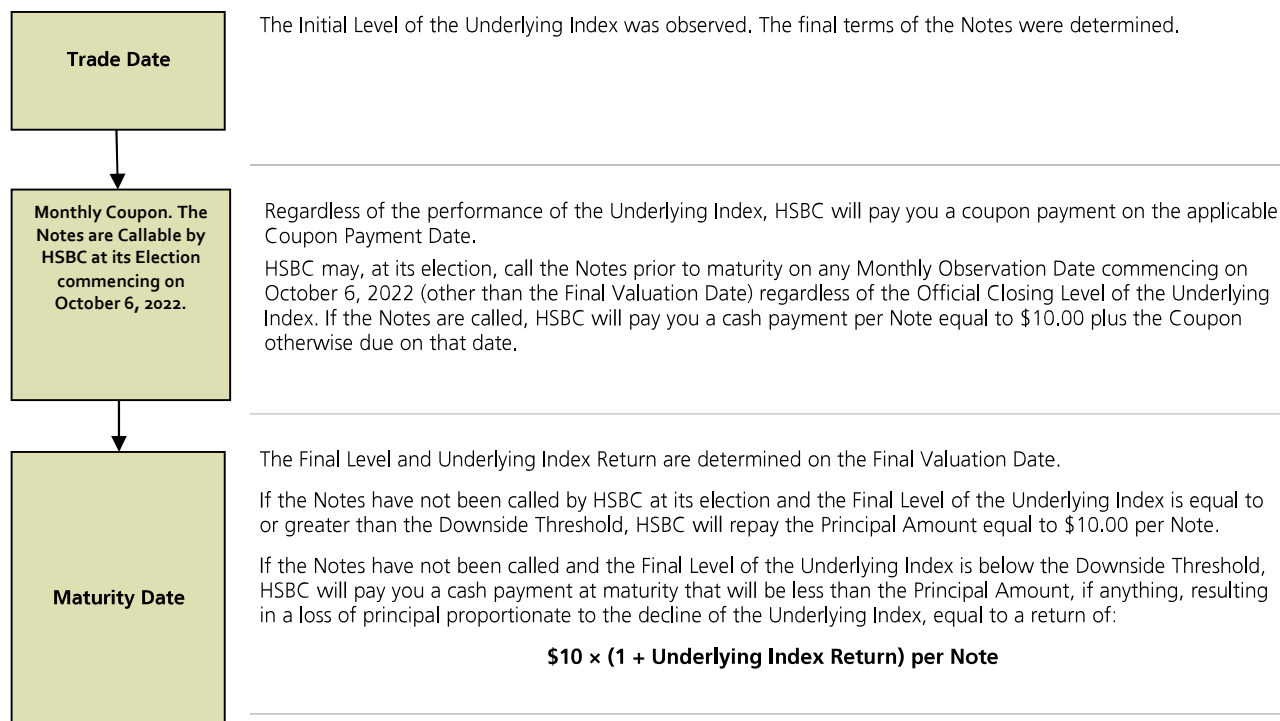 Trade Date
The Initial Level of the Underlying Index was observed. The final terms of the Notes were determined.
Monthly Coupon. The
Notes are Callable by
HSBC at its Election
commencing on
October 6, 2022.
Regardless of the performance of the Underlying Index, HSBC will pay you a coupon payment on the applicable
Coupon Payment Date.
HSBC may, at its election, call the Notes prior to maturity on any Monthly Observation Date commencing on
October 6, 2022 (other than the Final Valuation Date) regardless of the Official Closing Level of the Underlying
Index. If the Notes are called, HSBC will pay you a cash payment per Note equal to $10.00 plus the Coupon
otherwise due on that date.
Maturity Date
The Final Level and Underlying Index Return are determined on the Final Valuation Date.
If the Notes have not been called by HSBC at its election and the Final Level of the Underlying Index is equal to
or greater than the Downside Threshold, HSBC will repay the Principal Amount equal to $10.00 per Note.
If the Notes have not been called and the Final Level of the Underlying Index is below the Downside Threshold,
HSBC will pay you a cash payment at maturity that will be less than the Principal Amount, if anything, resulting
in a loss of principal proportionate to the decline of the Underlying Index, equal to a return of:
$10 × (1 + Underlying Index Return) per Note